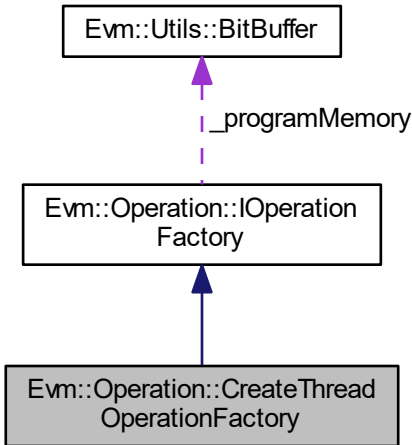 Evm::Utils::BitBuffer
_programMemory
Evm::Operation::IOperation
Factory
Evm::Operation::CreateThread
OperationFactory